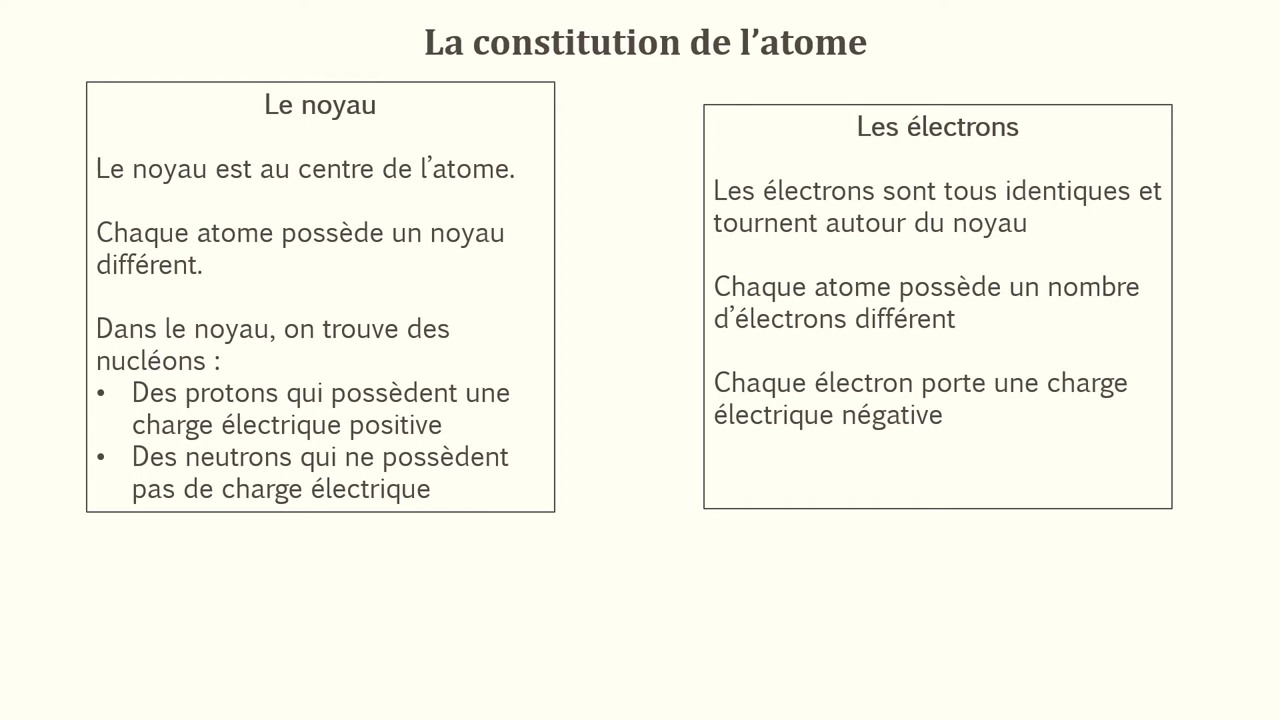 La constitution de l’atome
Le noyau
Le noyau est au centre de l’atome.
Chaque atome possède un noyau
différent.
Dans le noyau, on trouve des
nucléons :
• Des protons qui possèdent une
charge électrique positive
• Des neutrons qui ne possèdent
pas de charge électrique
Les électrons
Les électrons sont tous identiques et
tournent autour du noyau
Chaque atome possède un nombre
d’électrons différent
Chaque électron porte une charge
électrique négative